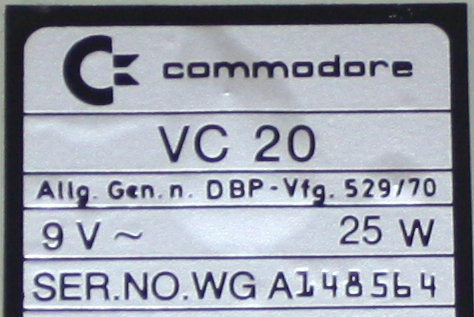 commodore
VC 20
Allg. Gen. n. DBP-Vfg. 529/70
9 V ~ 25 W
SER.NO.WG A148564